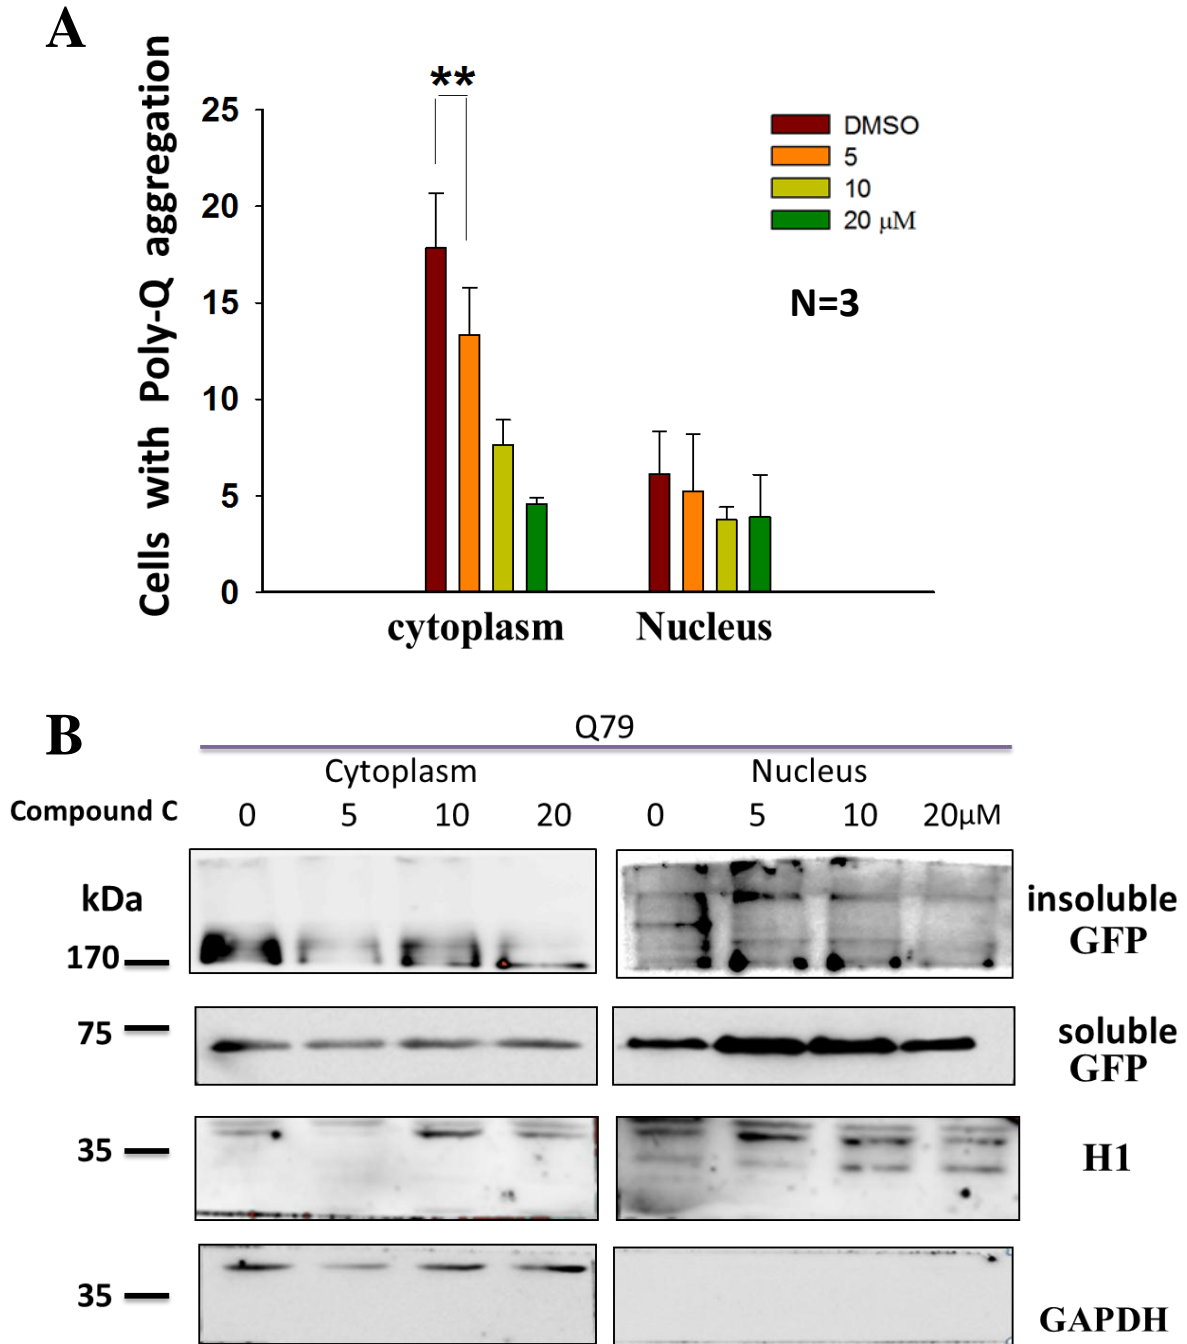 A
Cells with Poly-Q aggregation
**
25
20
15
10
5
0
DMSO
5
10
20 μM
N=3
cytoplasm Nucleus
B
Q79
Cytoplasm Nucleus
Compound C 0 5 10 20 0 5 10 20μM
kDa
170
insoluble
GFP
75
soluble
GFP
35
H1
35
GAPDH